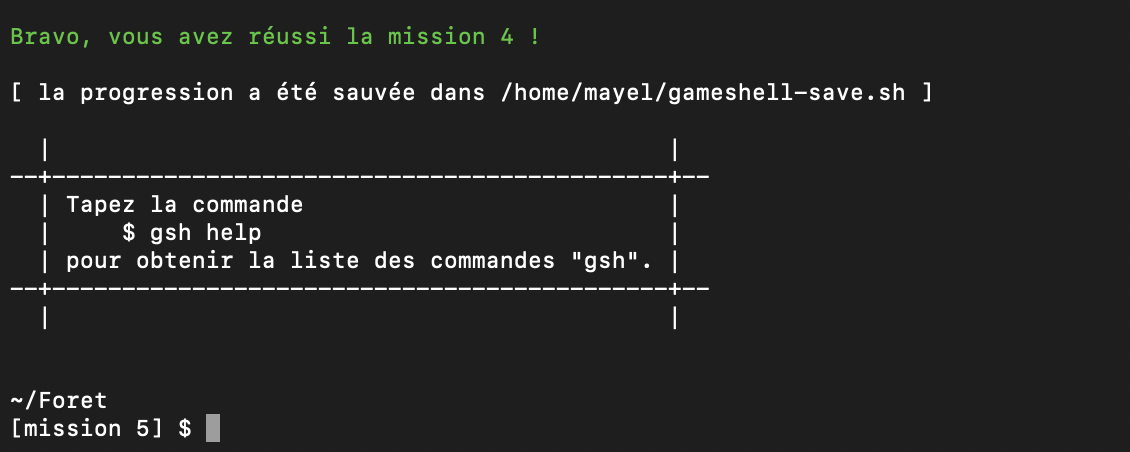 Bravo, vous avez réussi la mission 4 !
[ la progression a été sauvée dans /home/mayel/gameshell-save.sh ]
Tapez la commande
$ gsh help
pour obtenir la liste des commandes "gsh".
~/Foret
[mission 5] $